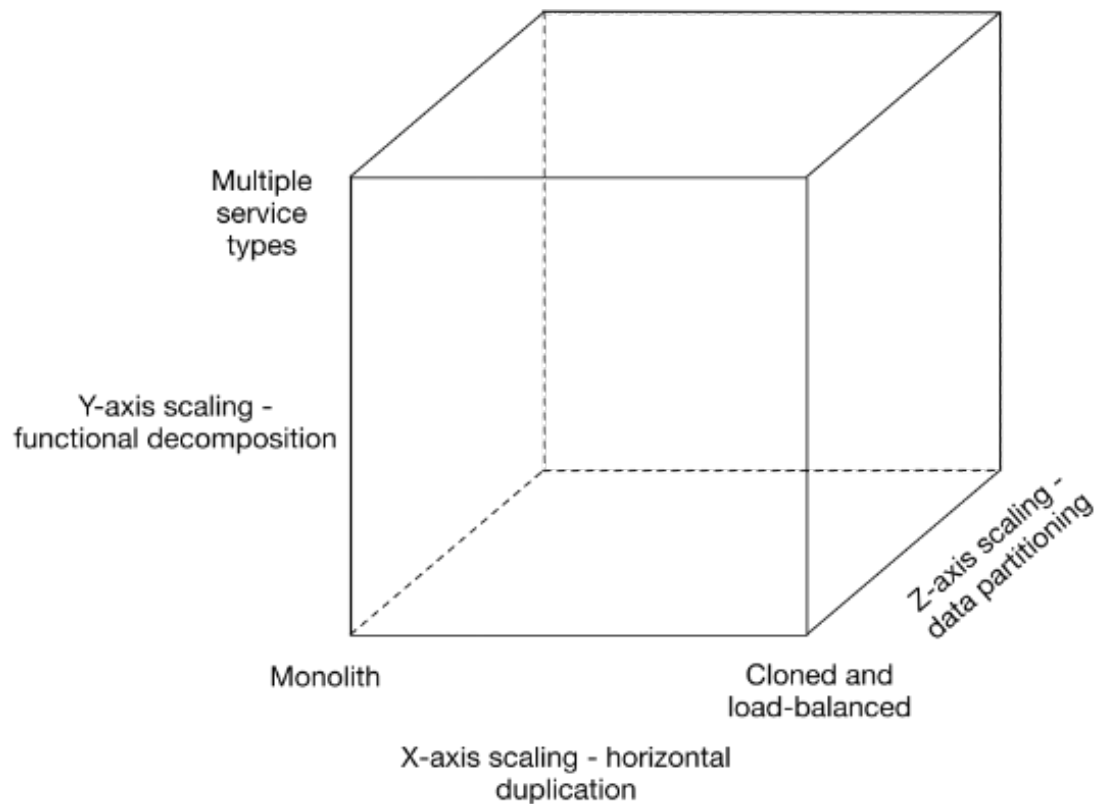 Multiple
service
types
Y-axis scaling -
functional decomposition
Z-axis scaling -
data partitioning
Monolith
Cloned and
load-balanced
X-axis scaling - horizontal
duplication